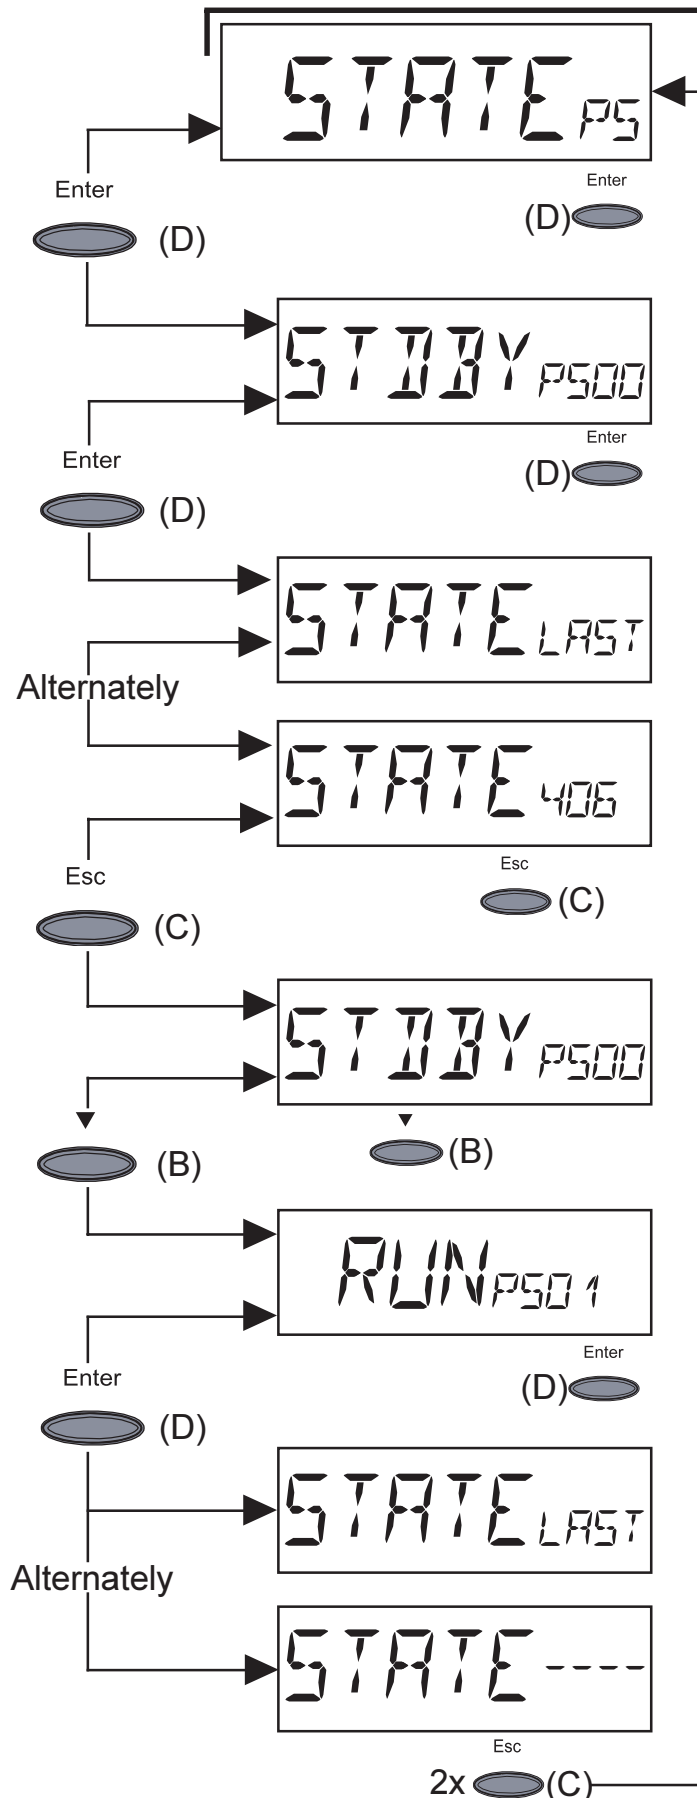 STATE PS
Enter
Enter
(D)
(D)
STDBY PS00
Enter
Enter
(D)
(D)
STATE LAST
Alternately
STATE 406
Esc
Esc
(C)
(C)
STDBY PS00
(B)
(B)
RUN PS01
Enter
Enter
(D)
(D)
STATE LAST
Alternately
STATE ----
Esc
2x (C)